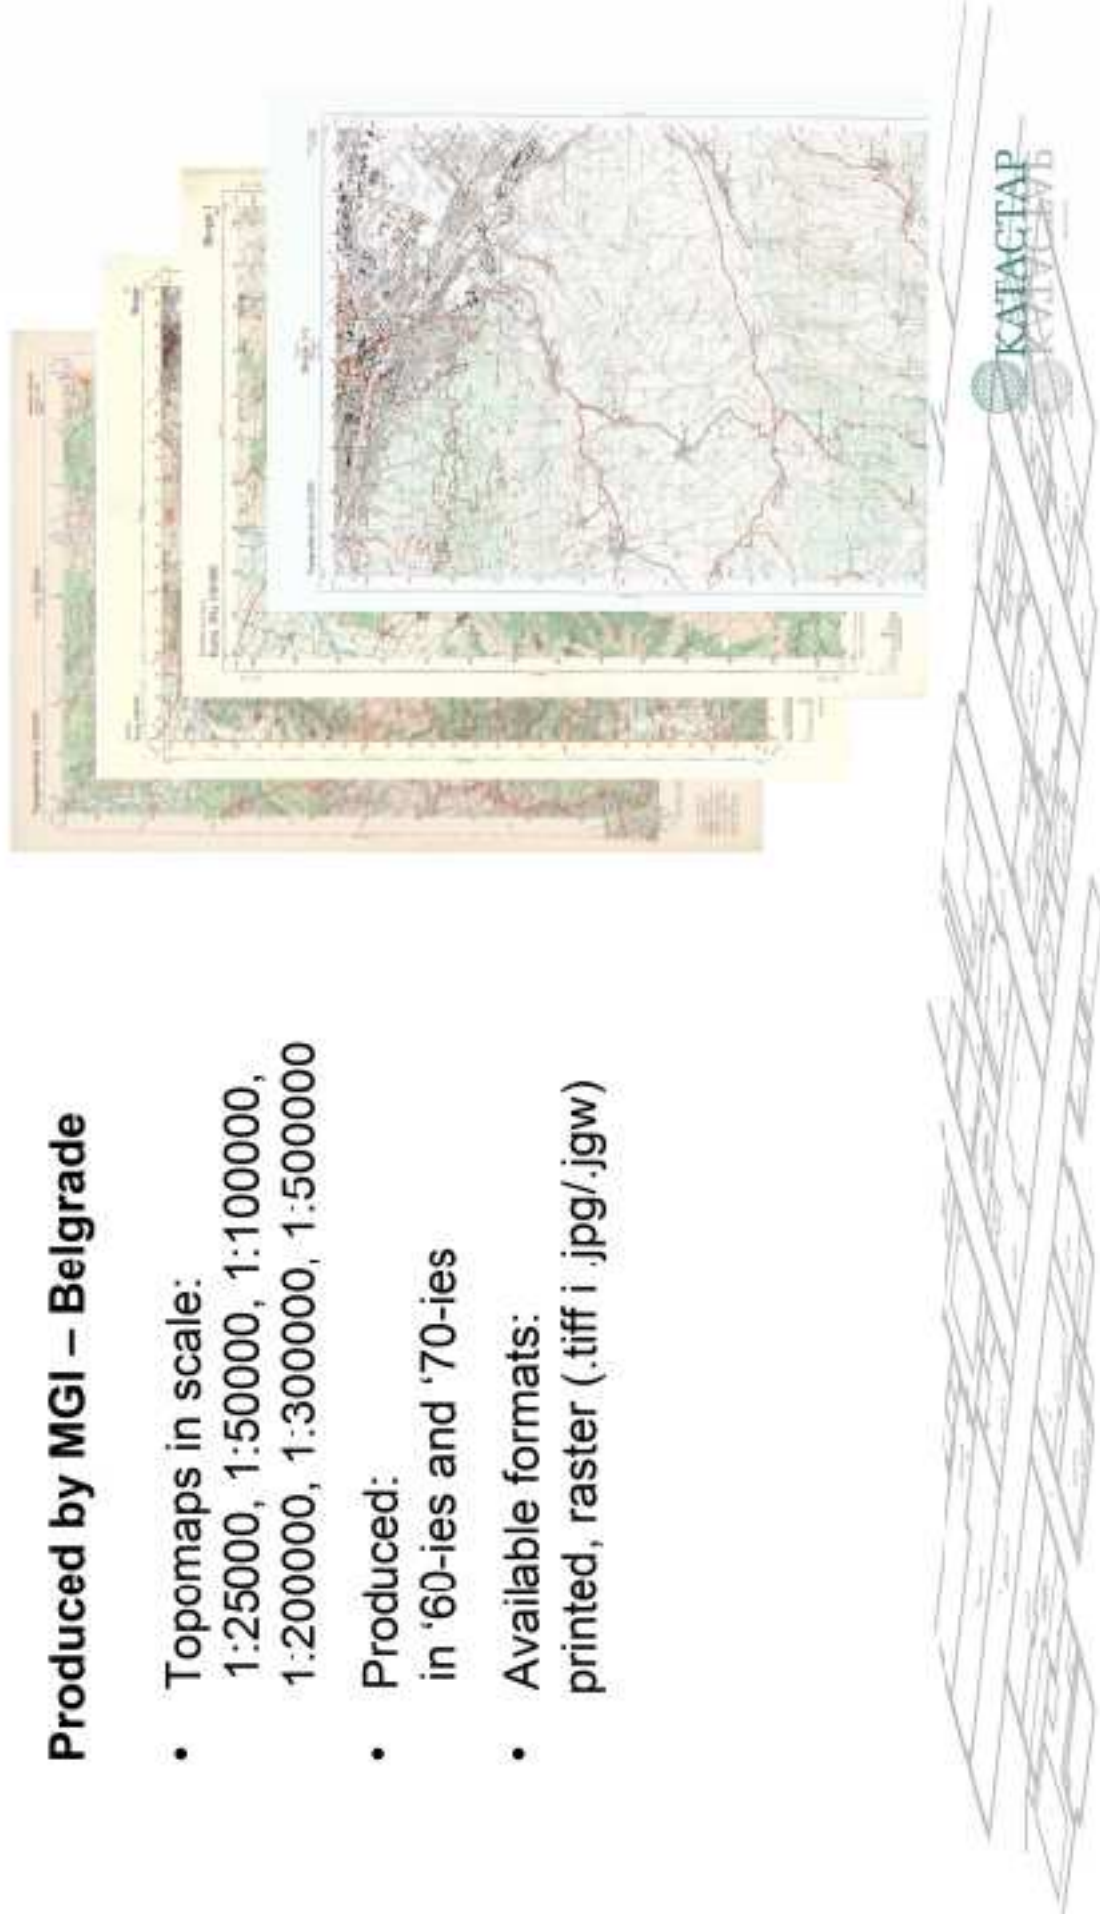 Produced by MGI – Belgrade
• Topomaps in scale:
1:25000, 1:50000, 1:100000,
1:200000, 1:300000, 1:500000
• Produced:
in ‘60-ies and ‘70-ies
• Available formats:
printed, raster (.tiff i .jpg/.jgw)
КАТАСТАР